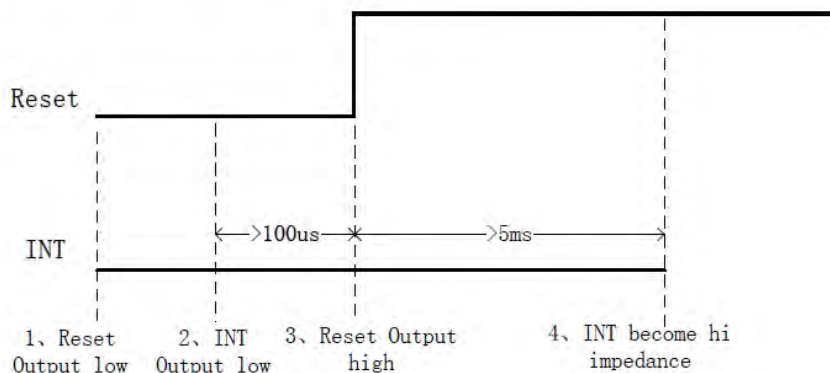 Reset
>100us
>5ms
INT
1、Reset
Output low
2、INT
Output low
3、Reset Output
high
4、INT become hi
impedance